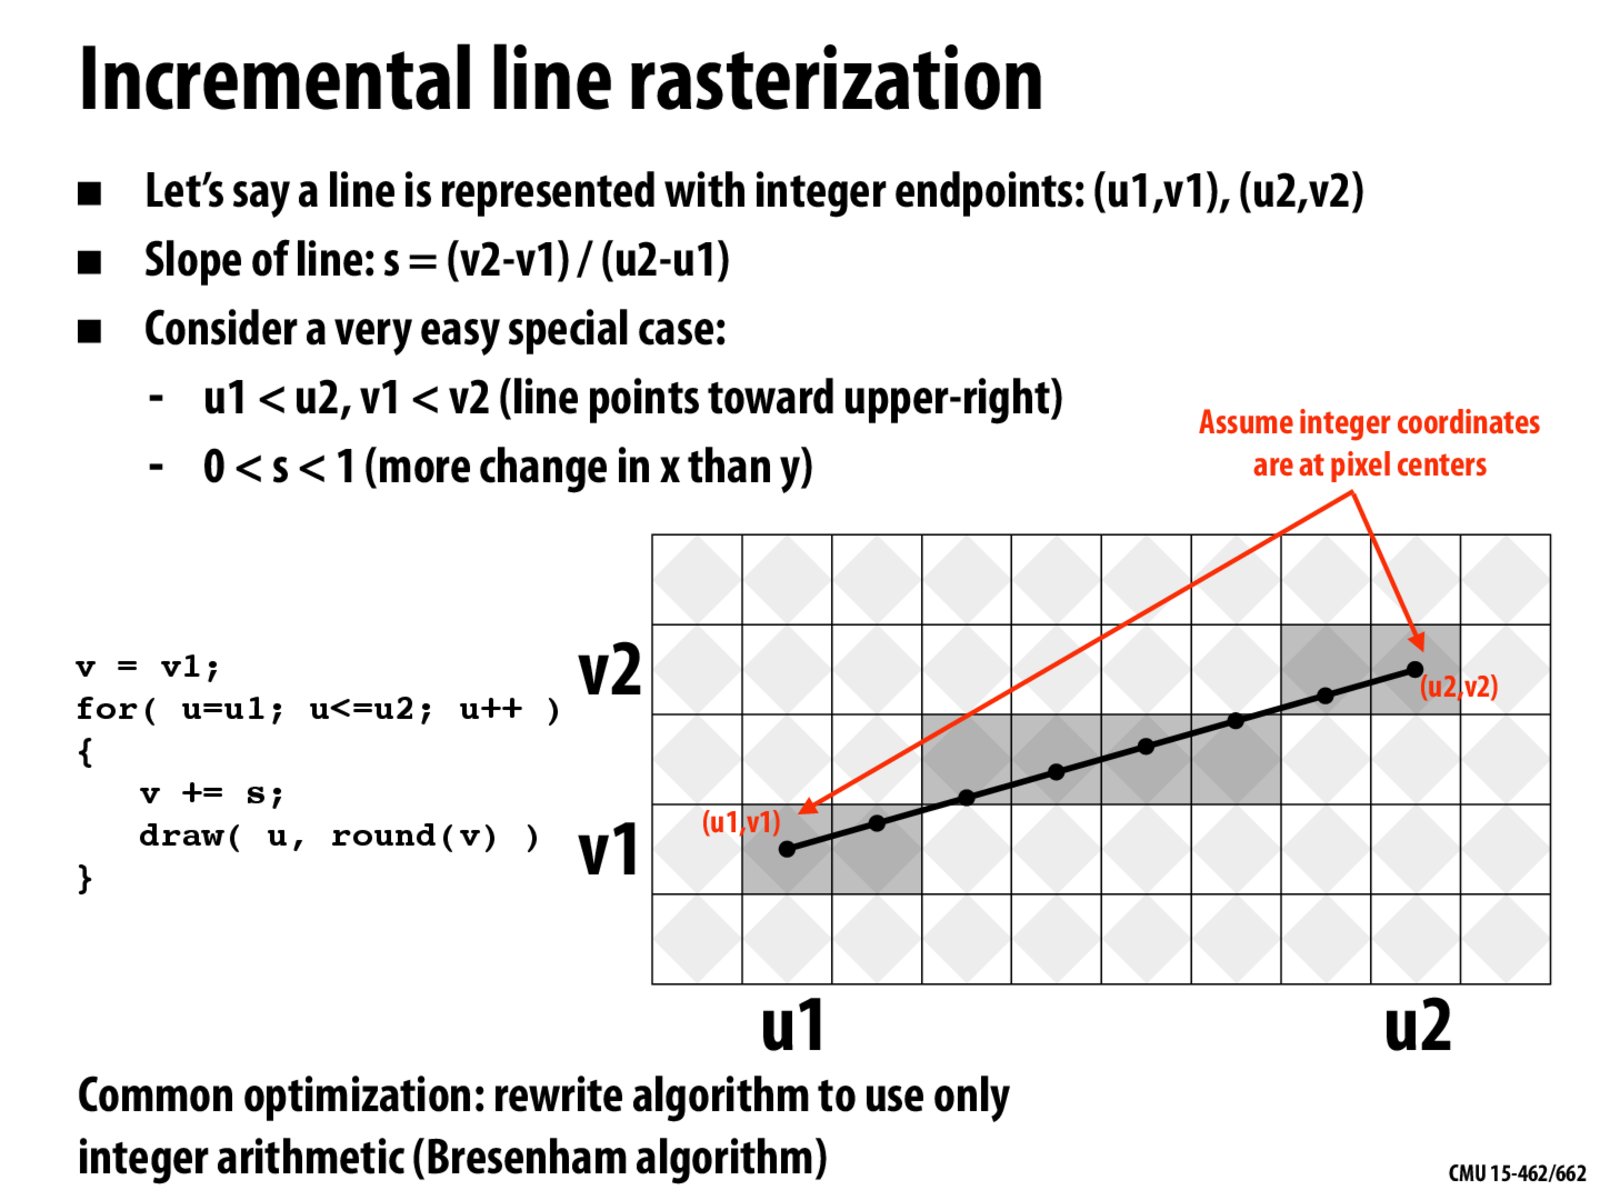 Incremental line rasterization
■ Let’s say a line is represented with integer endpoints: (u1,v1), (u2,v2)
■ Slope of line: s = (v2-v1) / (u2-u1)
■ Consider a very easy special case:
- u1 < u2, v1 < v2 (line points toward upper-right)
- 0 < s < 1 (more change in x than y)
Assume integer coordinates
are at pixel centers
v = v1;
for( u=u1; u<=u2; u++ )
{
v += s;
draw( u, round(v) )
}
v2
v1
(u1,v1)
(u2,v2)
u1
u2
Common optimization: rewrite algorithm to use only
integer arithmetic (Bresenham algorithm)
CMU 15-462/662